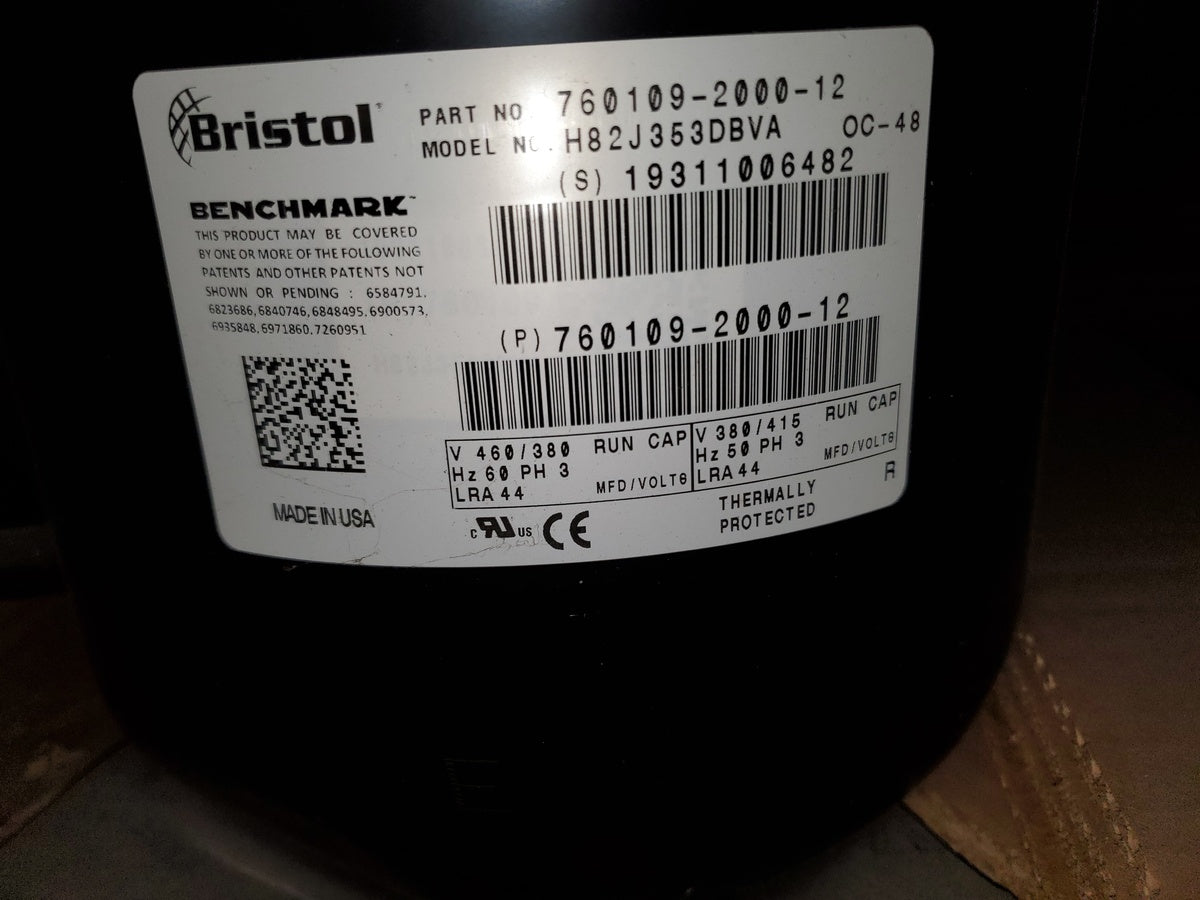 Bristol
PART NO 760109-2000-12
MODEL NO. H82J353DBVA OC-48
(S) 19311006482
BENCHMARK™
THIS PRODUCT MAY BE COVERED
BY ONE OR MORE OF THE FOLLOWING
PATENTS AND OTHER PATENTS NOT
SHOWN OR PENDING : 6584791,
6823686,6840746,6848495,6900573,
6935848,6971860,7260951
(P) 760109-2000-12
V 460/380 RUN CAP
Hz 60 PH 3
LRA 44 MFD/VOLTS
V 380/415 RUN CAP
Hz 50 PH 3
LRA 44 MFD/VOLTS
MADE IN USA
c RU US CE
THERMALLY
PROTECTED
R